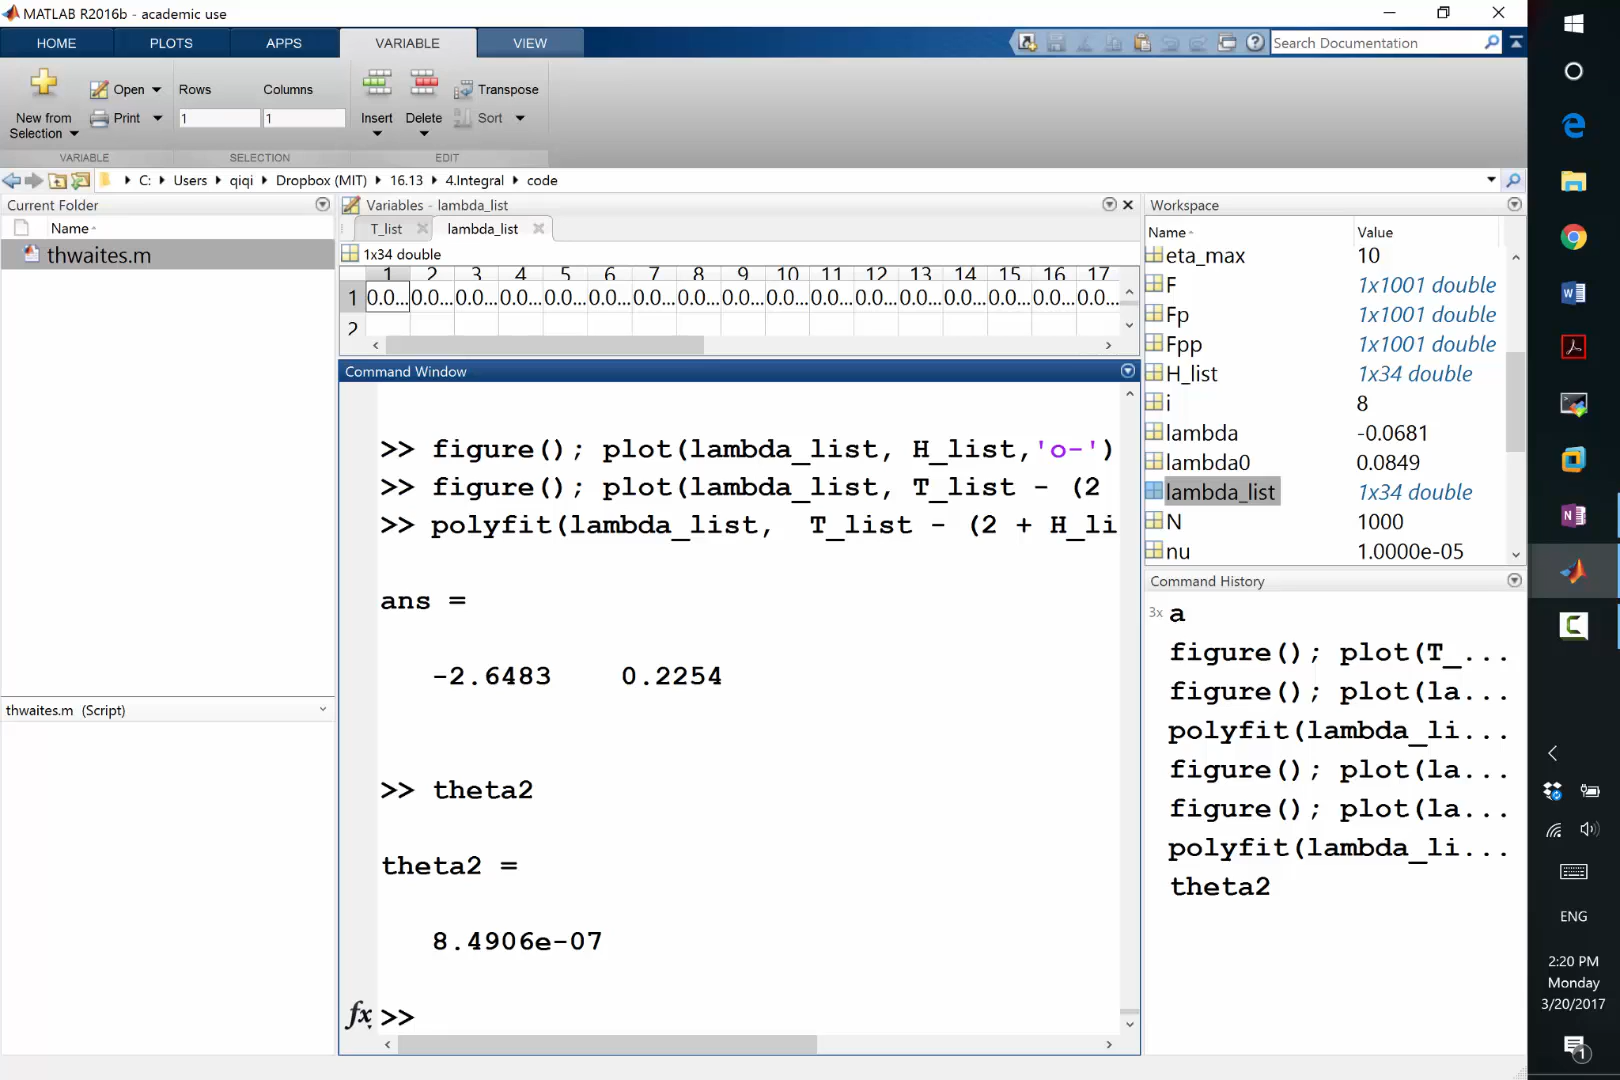 MATLAB R2016b - academic use
HOME PLOTS APPS VARIABLE VIEW
Search Documentation
New from Selection
Open
Print
Rows Columns
1 1
Insert Delete
Transpose
Sort
VARIABLE SELECTION EDIT
C: Users qiqi Dropbox (MIT) 16.13 4.Integral code
Current Folder
Name
thwaites.m
thwaites.m (Script)
Variables - lambda_list
T_list lambda_list
1x34 double
1 2 3 4 5 6 7 8 9 10 11 12 13 14 15 16 17
1 0.0... 0.0... 0.0... 0.0... 0.0... 0.0... 0.0... 0.0... 0.0... 0.0... 0.0... 0.0... 0.0... 0.0... 0.0... 0.0... 0.0...
2
Command Window
>> figure(); plot(lambda_list, H_list,'o-')
>> figure(); plot(lambda_list, T_list - (2
>> polyfit(lambda_list, T_list - (2 + H_li
ans =
-2.6483 0.2254
>> theta2
theta2 =
8.4906e-07
fx >>
Workspace
Name Value
eta_max 10
F 1x1001 double
Fp 1x1001 double
Fpp 1x1001 double
H_list 1x34 double
i 8
lambda -0.0681
lambda0 0.0849
lambda_list 1x34 double
N 1000
nu 1.0000e-05
Command History
3x a
figure(); plot(T_...
figure(); plot(la...
polyfit(lambda_li...
figure(); plot(la...
figure(); plot(la...
polyfit(lambda_li...
theta2
ENG
2:20 PM
Monday
3/20/2017
1